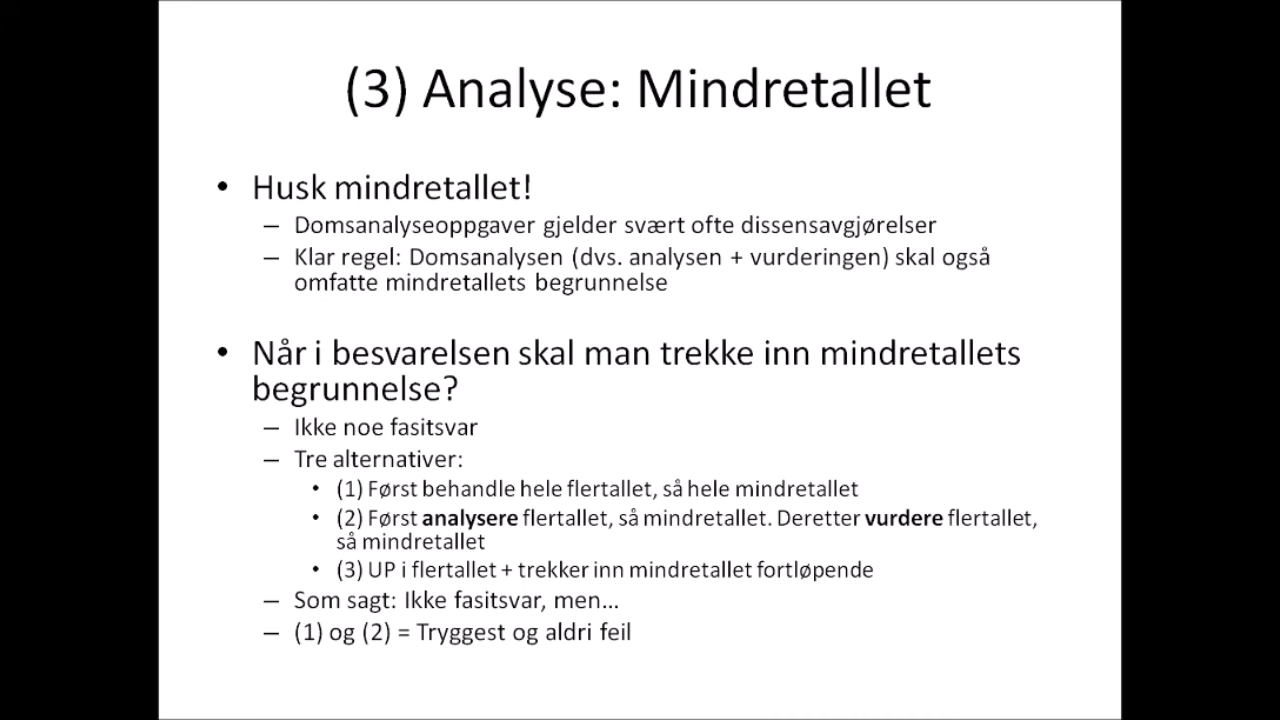 (3) Analyse: Mindretallet
• Husk mindretallet!
– Domsanalyseoppgaver gjelder svært ofte dissensavgjørelser
– Klar regel: Domsanalysen (dvs. analysen + vurderingen) skal også
omfatte mindretallets begrunnelse
• Når i besvarelsen skal man trekke inn mindretallets
begrunnelse?
– Ikke noe fasitsvar
– Tre alternativer:
• (1) Først behandle hele flertallet, så hele mindretallet
• (2) Først analysere flertallet, så mindretallet. Deretter vurdere flertallet,
så mindretallet
• (3) UP i flertallet + trekker inn mindretallet fortløpende
– Som sagt: Ikke fasitsvar, men...
– (1) og (2) = Tryggest og aldri feil